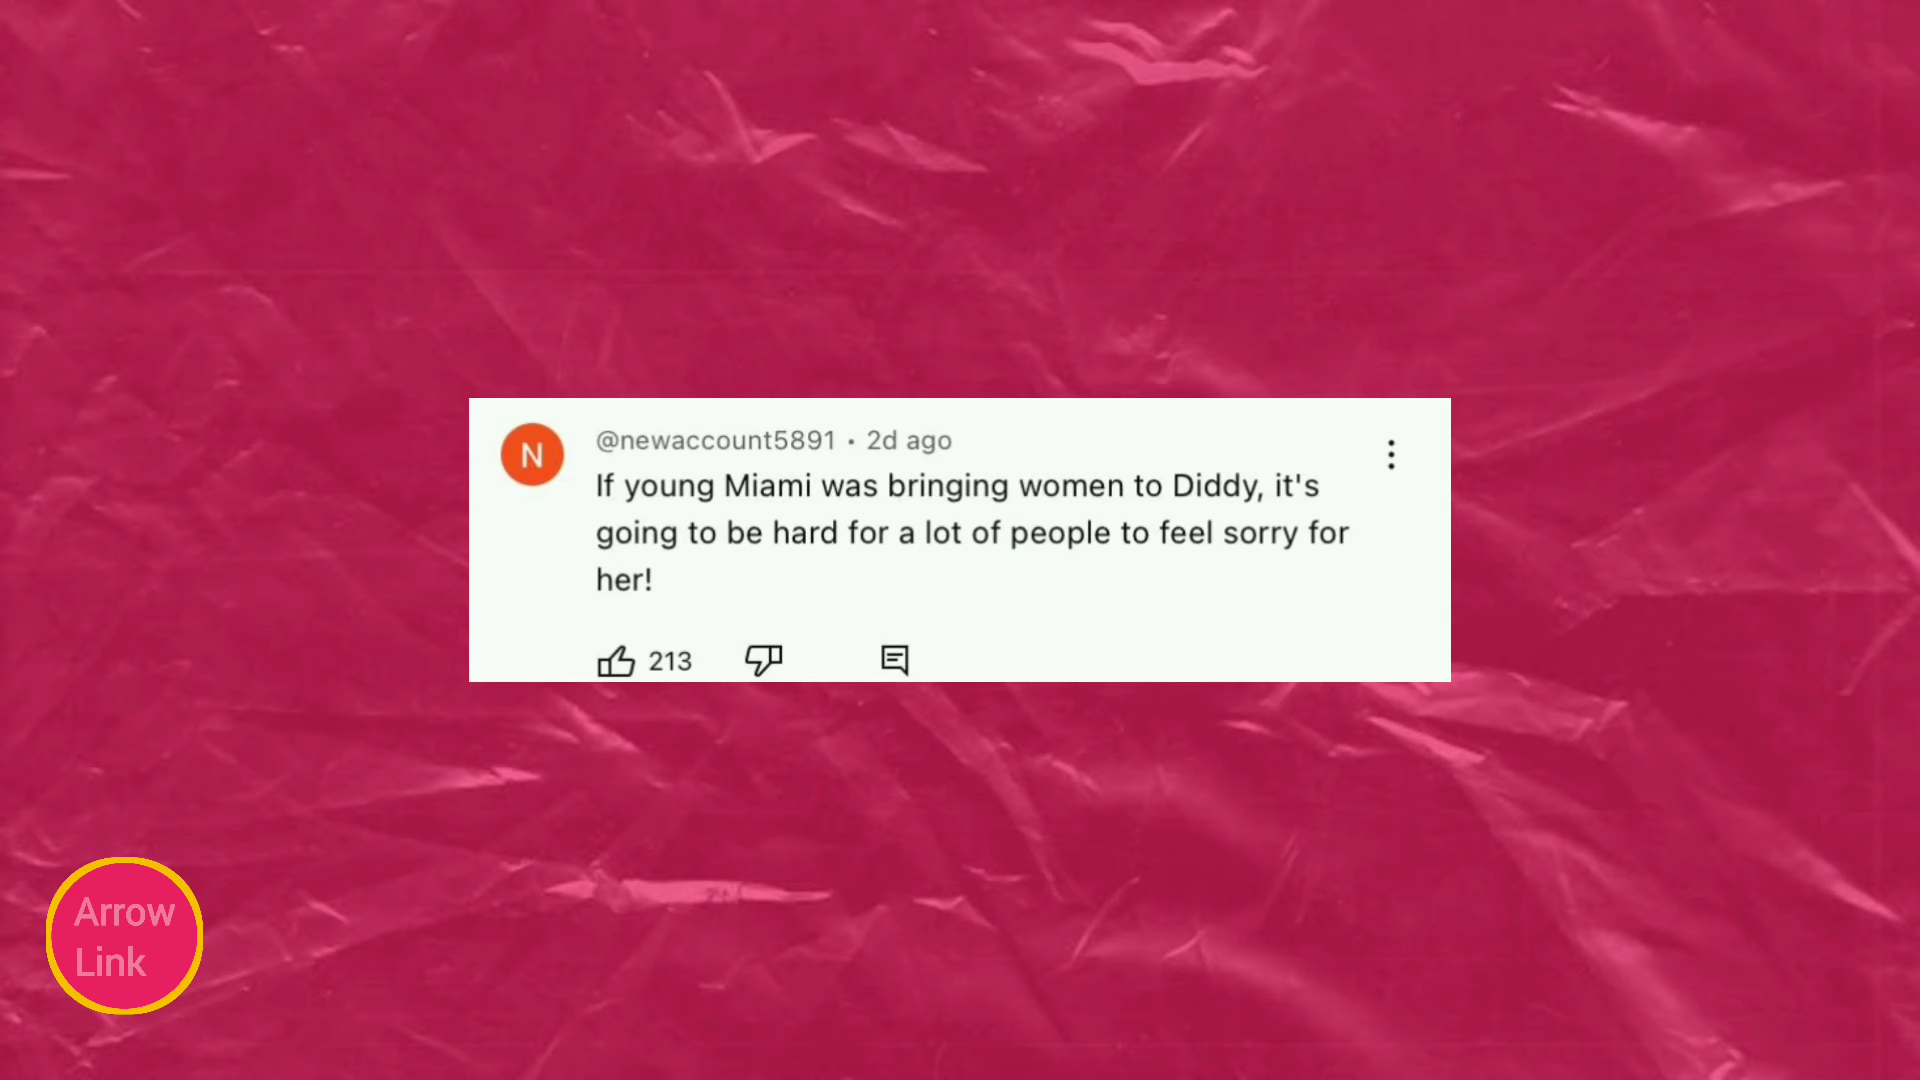 N
@newaccount5891 • 2d ago
If young Miami was bringing women to Diddy, it's
going to be hard for a lot of people to feel sorry for
her!
213
Arrow
Link